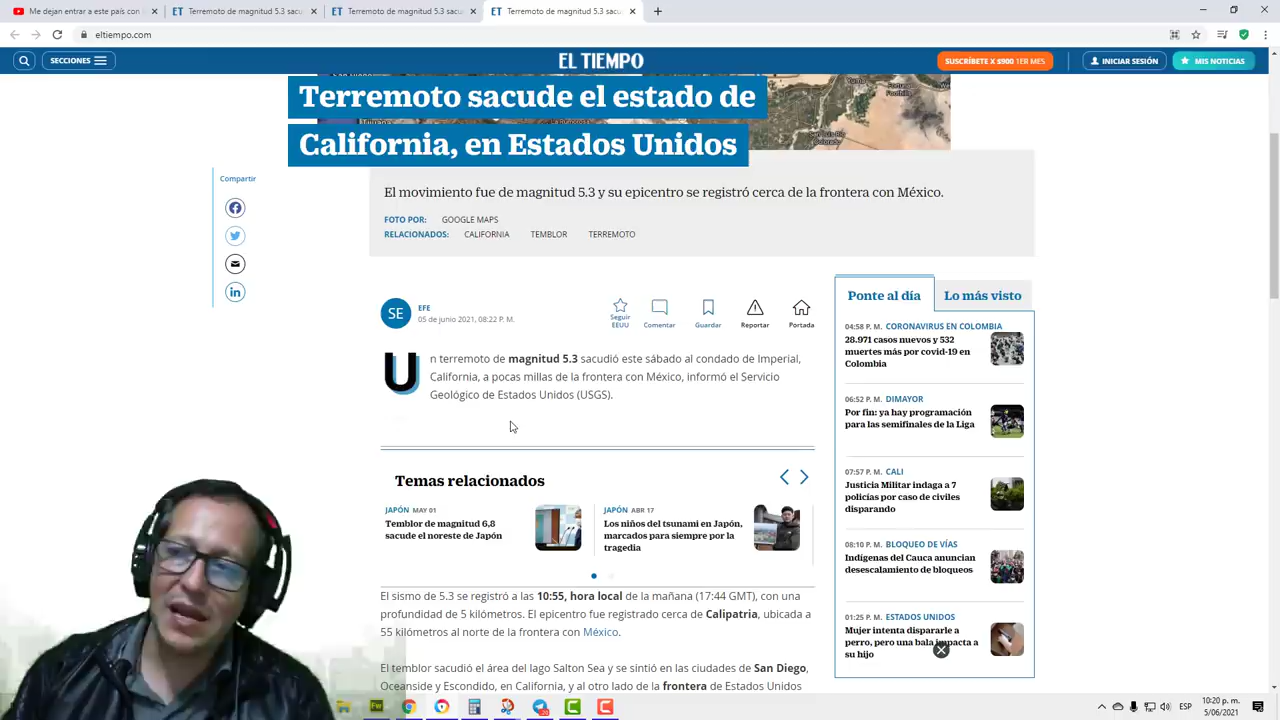 Me dejan entrar a este país con
Terremoto de magnitud 5.3 sacu
Terremoto de magnitud 5.3 sacu
Terremoto de magnitud 5.3 sacu
eltiempo.com
SECCIONES
EL TIEMPO
SUSCRÍBETE X $900 1ER MES
INICIAR SESIÓN
MIS NOTICIAS
Terremoto sacude el estado de
California, en Estados Unidos
Compartir
El movimiento fue de magnitud 5.3 y su epicentro se registró cerca de la frontera con México.
FOTO POR: GOOGLE MAPS
RELACIONADOS: CALIFORNIA TEMBLOR TERREMOTO
SE
EFE
05 de junio 2021, 08:22 P. M.
Seguir
EEUU
Comentar
Guardar
Reportar
Portada
Un terremoto de magnitud 5.3 sacudió este sábado al condado de Imperial,
California, a pocas millas de la frontera con México, informó el Servicio
Geológico de Estados Unidos (USGS).
Temas relacionados
JAPÓN MAY 01
Temblor de magnitud 6,8
sacude el noreste de Japón
JAPÓN ABR 17
Los niños del tsunami en Japón,
marcados para siempre por la
tragedia
El sismo de 5.3 se registró a las 10:55, hora local de la mañana (17:44 GMT), con una
profundidad de 5 kilómetros. El epicentro fue registrado cerca de Calipatria, ubicada a
55 kilómetros al norte de la frontera con México.
El temblor sacudió el área del lago Salton Sea y se sintió en las ciudades de San Diego,
Oceanside y Escondido, en California, y al otro lado de la frontera de Estados Unidos
Ponte al día
Lo más visto
04:58 P. M. CORONAVIRUS EN COLOMBIA
28.971 casos nuevos y 532
muertes más por covid-19 en
Colombia
06:52 P. M. DIMAYOR
Por fin: ya hay programación
para las semifinales de la Liga
07:57 P. M. CALI
Justicia Militar indaga a 7
policías por caso de civiles
disparando
08:10 P. M. BLOQUEO DE VÍAS
Indígenas del Cauca anuncian
desescalamiento de bloqueos
01:25 P. M. ESTADOS UNIDOS
Mujer intenta dispararle a
perro, pero una bala impacta a
su hijo
Fw
ESP
10:20 p. m.
5/06/2021